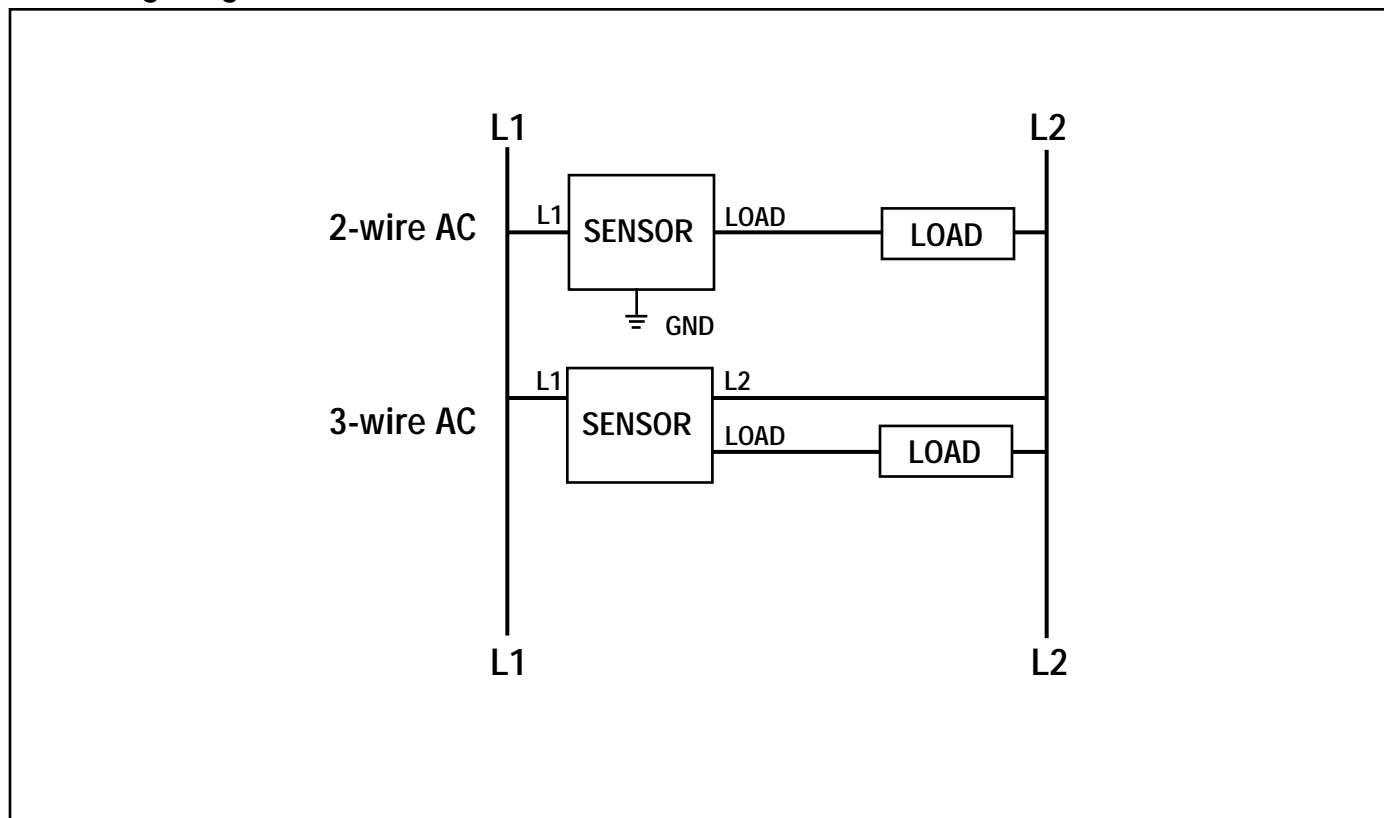 L1 L2
2-wire AC L1 SENSOR LOAD LOAD
GND
L1 L2
3-wire AC SENSOR LOAD LOAD
L1 L2